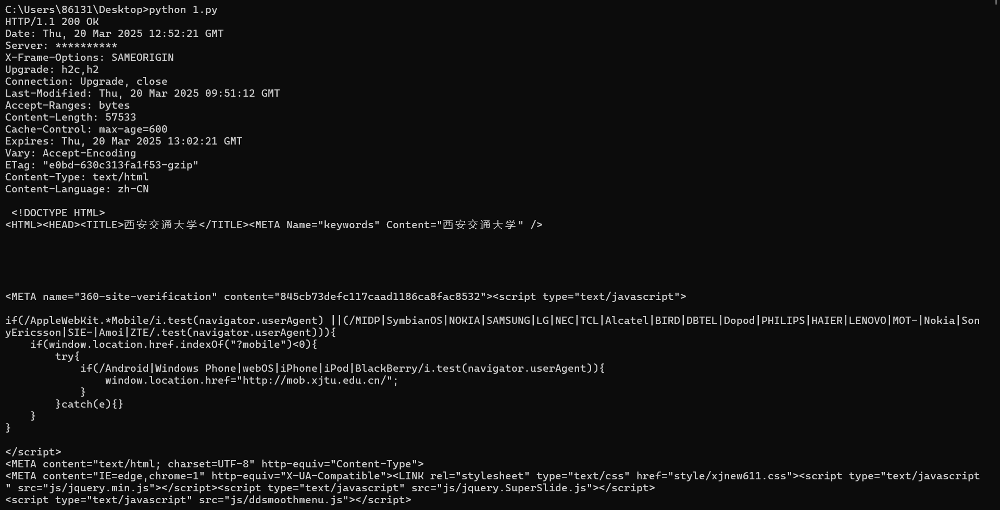 C:\Users\86131\Desktop>python 1.py
HTTP/1.1 200 OK
Date: Thu, 20 Mar 2025 12:52:21 GMT
Server: **********
X-Frame-Options: SAMEORIGIN
Upgrade: h2c,h2
Connection: Upgrade, close
Last-Modified: Thu, 20 Mar 2025 09:51:12 GMT
Accept-Ranges: bytes
Content-Length: 57533
Cache-Control: max-age=600
Expires: Thu, 20 Mar 2025 13:02:21 GMT
Vary: Accept-Encoding
ETag: "e0bd-630c313fa1f53-gzip"
Content-Type: text/html
Content-Language: zh-CN

 <!DOCTYPE HTML>
<HTML><HEAD><TITLE>西安交通大学</TITLE><META Name="keywords" Content="西安交通大学" />

<META name="360-site-verification" content="845cb73defc117caad1186ca8fac8532"><script type="text/javascript">

if(/AppleWebKit.*Mobile/i.test(navigator.userAgent) ||(/MIDP|SymbianOS|NOKIA|SAMSUNG|LG|NEC|TCL|Alcatel|BIRD|DBTEL|Dopod|PHILIPS|HAIER|LENOVO|MOT-|Nokia|Son
yEricsson|SIE-|Amoi|ZTE/.test(navigator.userAgent))){
    if(window.location.href.indexOf("?mobile")<0){
        try{
            if(/Android|Windows Phone|webOS|iPhone|iPod|BlackBerry/i.test(navigator.userAgent)){
                window.location.href="http://mob.xjtu.edu.cn/";
            }
        }catch(e){}
    }
}

</script>
<META content="text/html; charset=UTF-8" http-equiv="Content-Type">
<META content="IE=edge,chrome=1" http-equiv="X-UA-Compatible"><LINK rel="stylesheet" type="text/css" href="style/xjnew611.css"><script type="text/javascript
" src="js/jquery.min.js"></script><script type="text/javascript" src="js/jquery.SuperSlide.js"></script>
<script type="text/javascript" src="js/ddsmoothmenu.js"></script>